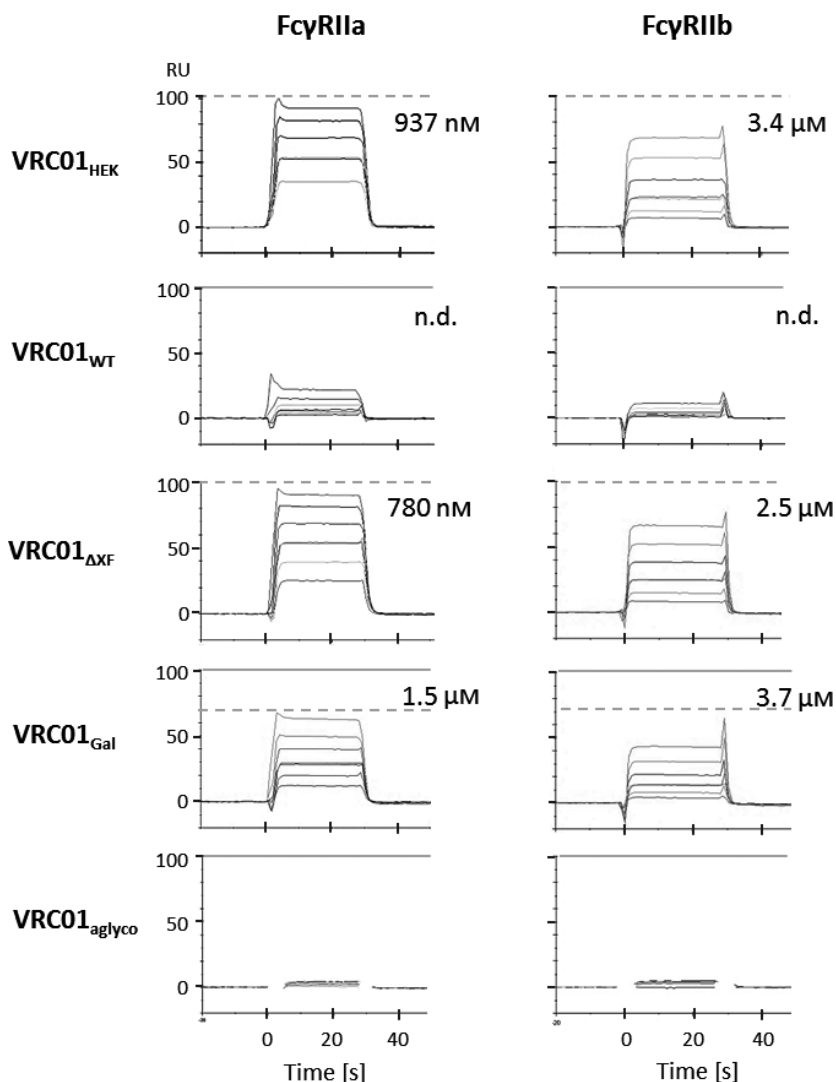 FcγRIIa FcγRIIb
RU
VRC01HEK
100
50
0
937 nM
3.4 μM
VRC01WT
100
50
0
n.d.
n.d.
VRC01ΔXF
100
50
0
780 nM
2.5 μM
VRC01Gal
100
50
0
1.5 μM
3.7 μM
VRC01aglyco
100
50
0
0 20 40 0 20 40
Time [s] Time [s]